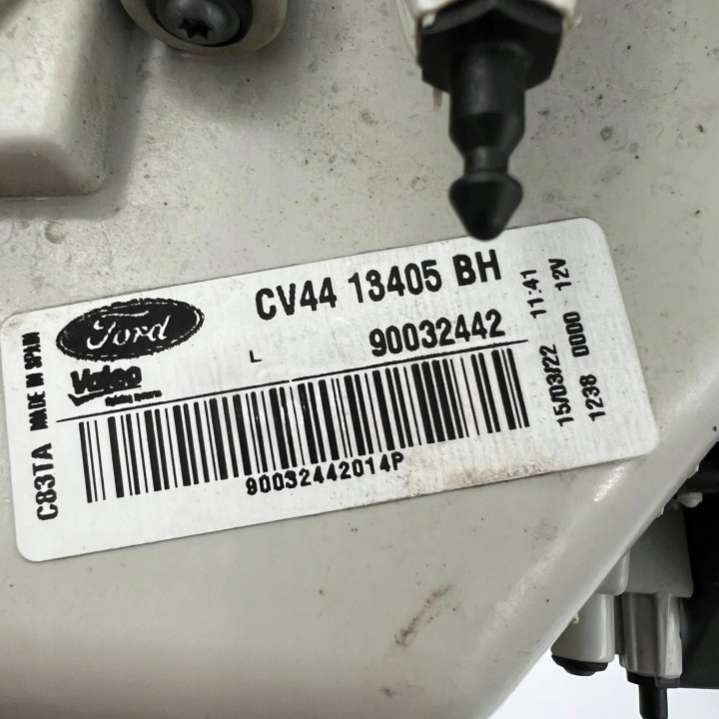 CV44 13405 BH
Ford
L 90032442
Valeo
90032442014P
C83TA MADE IN SPAIN
15/03/22 11:41
1238 0000 12V